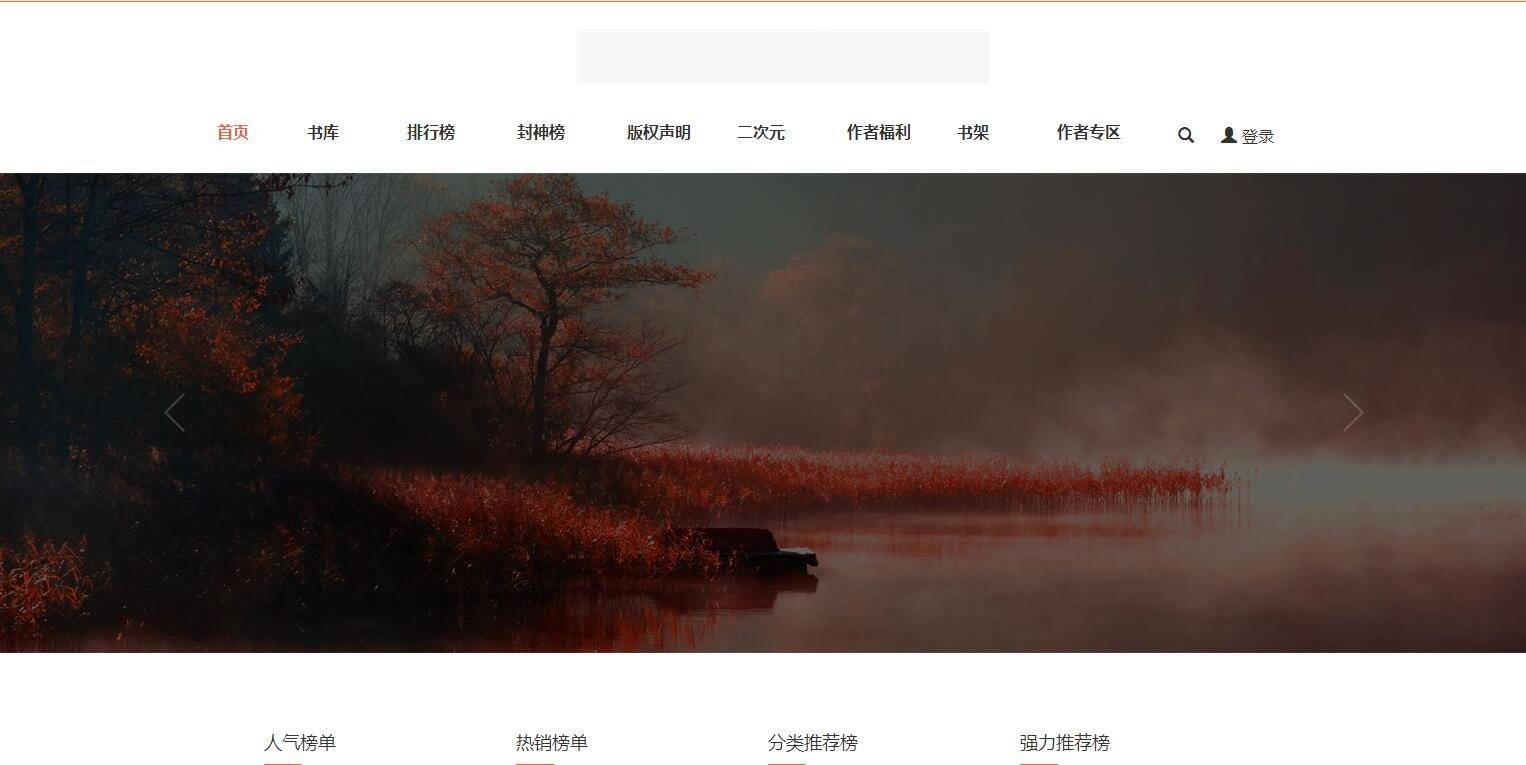 首页 书库 排行榜 封神榜 版权声明 二次元 作者福利 书架 作者专区 登录
人气榜单 热销榜单 分类推荐榜 强力推荐榜